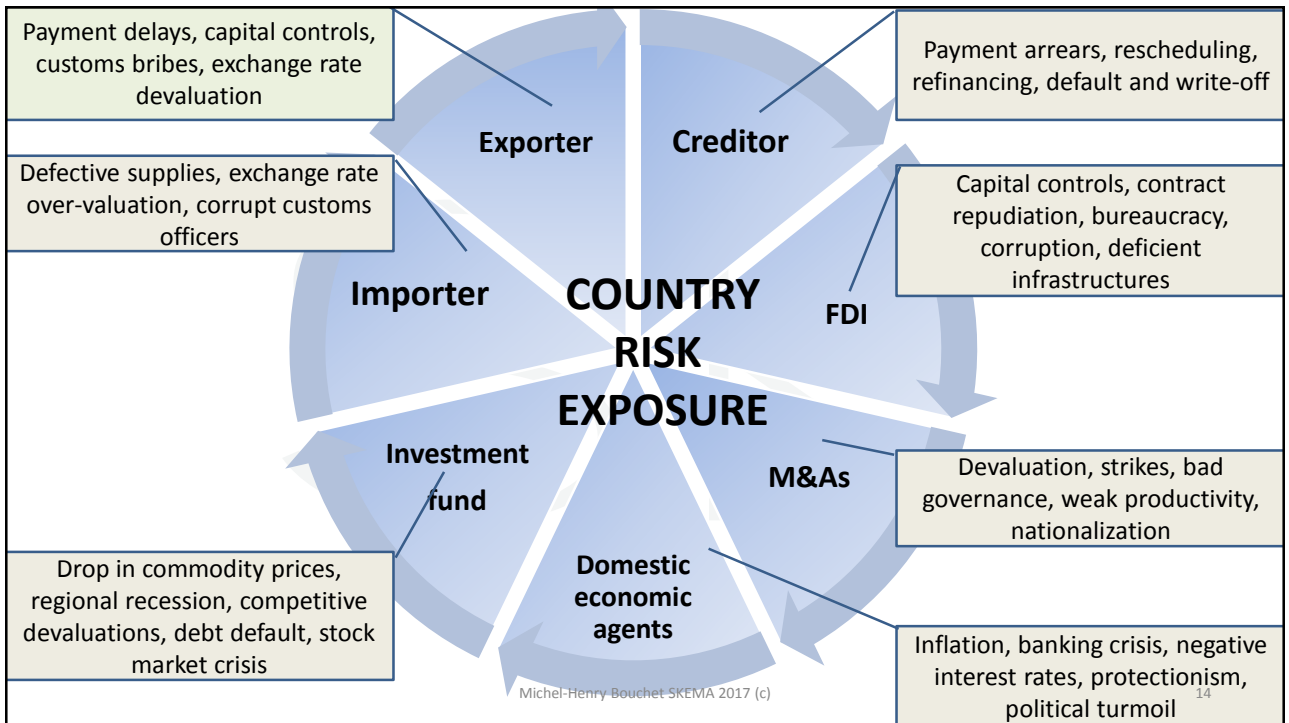 Payment delays, capital controls,
customs bribes, exchange rate
devaluation
Payment arrears, rescheduling,
refinancing, default and write-off
Exporter
Creditor
Defective supplies, exchange rate
over-valuation, corrupt customs
officers
Capital controls, contract
repudiation, bureaucracy,
corruption, deficient
infrastructures
Importer
COUNTRY
RISK
EXPOSURE
FDI
Investment
fund
M&As
Devaluation, strikes, bad
governance, weak productivity,
nationalization
Drop in commodity prices,
regional recession, competitive
devaluations, debt default, stock
market crisis
Domestic
economic
agents
Inflation, banking crisis, negative
interest rates, protectionism,
political turmoil
Michel-Henry Bouchet SKEMA 2017 (c)
14